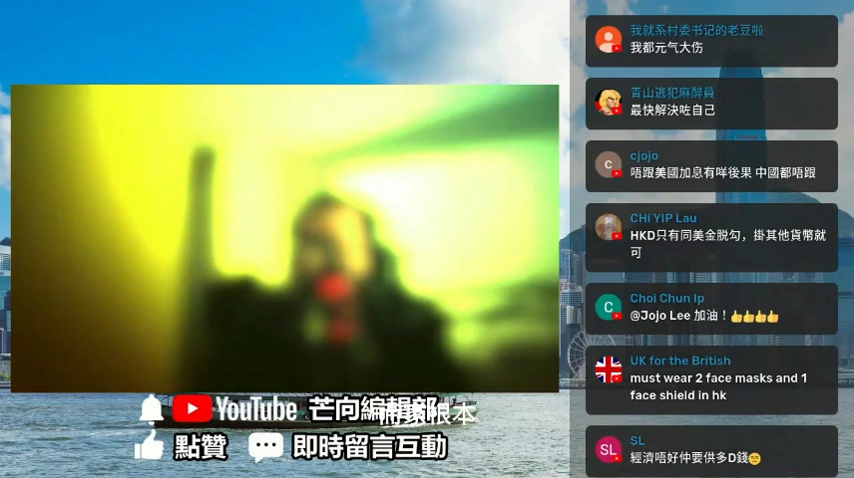 我就系村委书记的老豆啦
我都元气大伤
青山逃犯麻醉員
最快解決咗自己
cjojo
唔跟美國加息有咩後果 中國都唔跟
CHi YIP Lau
HKD只有同美金脱勾，掛其他貨幣就
可
Choi Chun Ip
@Jojo Lee 加油！👍👍👍👍
UK for the British
must wear 2 face masks and 1
face shield in hk
SL
經濟唔好仲要供多D錢😒
YouTube 芒向編輯部
根本
點贊 即時留言互動